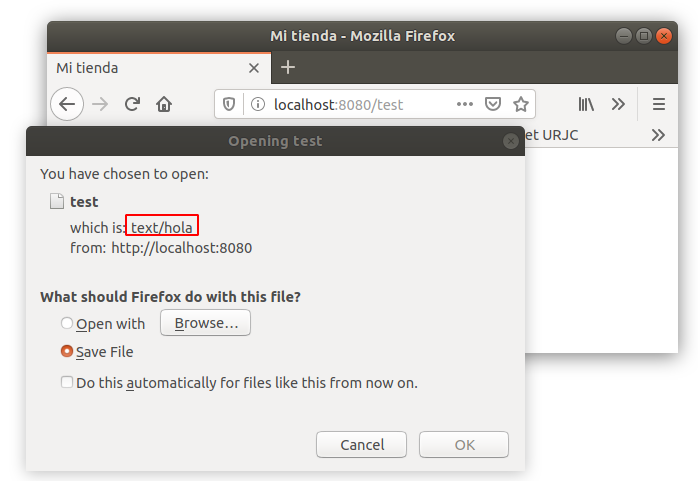 Mi tienda - Mozilla Firefox
Mi tienda
localhost:8080/test
et URJC
Opening test
You have chosen to open:
test
which is: text/hola
from: http://localhost:8080
What should Firefox do with this file?
Open with Browse...
Save File
Do this automatically for files like this from now on.
Cancel OK